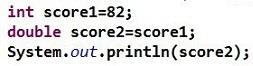 int score1=82;
double score2=score1;
System.out.println(score2);